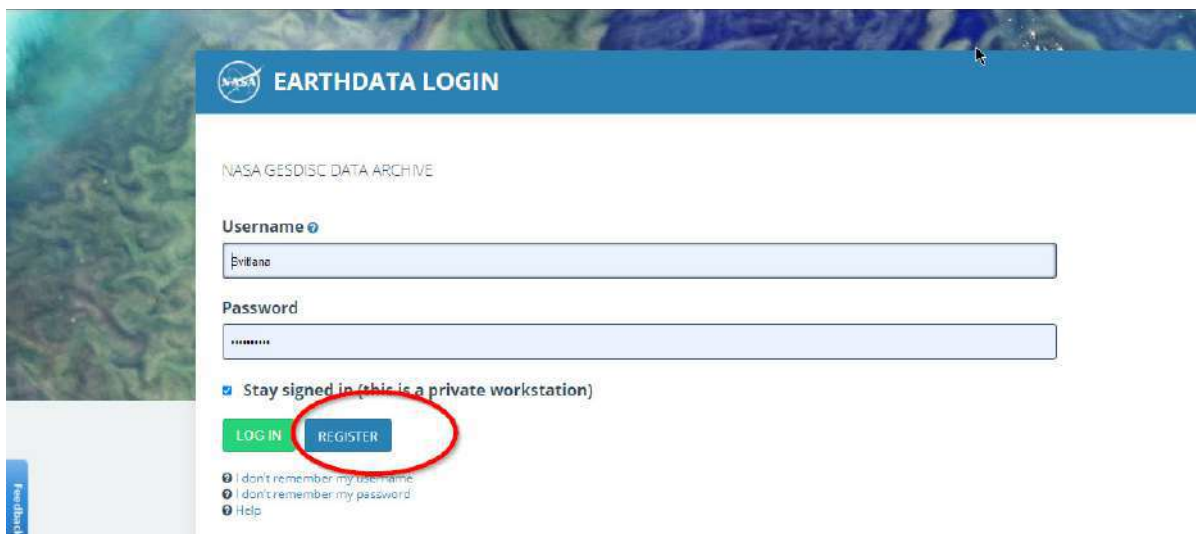 NASA EARTHDATA LOGIN
NASA GESDISC DATA ARCHIVE
Username
Svitlana
Password
Stay signed in (this is a private workstation)
LOG IN REGISTER
I don't remember my username
I don't remember my password
Help
Feedback